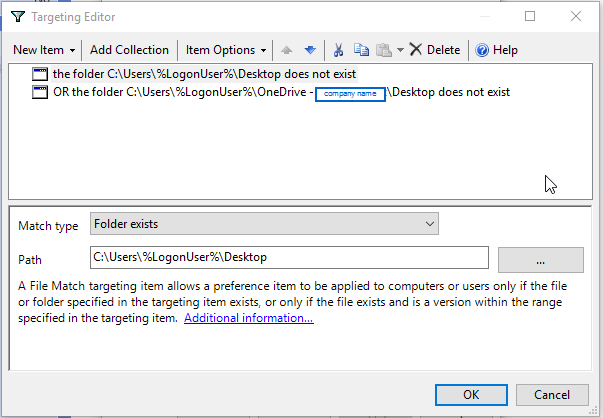 Targeting Editor
New Item Add Collection Item Options Delete Help
the folder C:\Users\%LogonUser%\Desktop does not exist
OR the folder C:\Users\%LogonUser%\OneDrive - company name \Desktop does not exist
Match type Folder exists
Path C:\Users\%LogonUser%\Desktop ...
A File Match targeting item allows a preference item to be applied to computers or users only if the file
or folder specified in the targeting item exists, or only if the file exists and is a version within the range
specified in the targeting item. Additional information...
OK Cancel